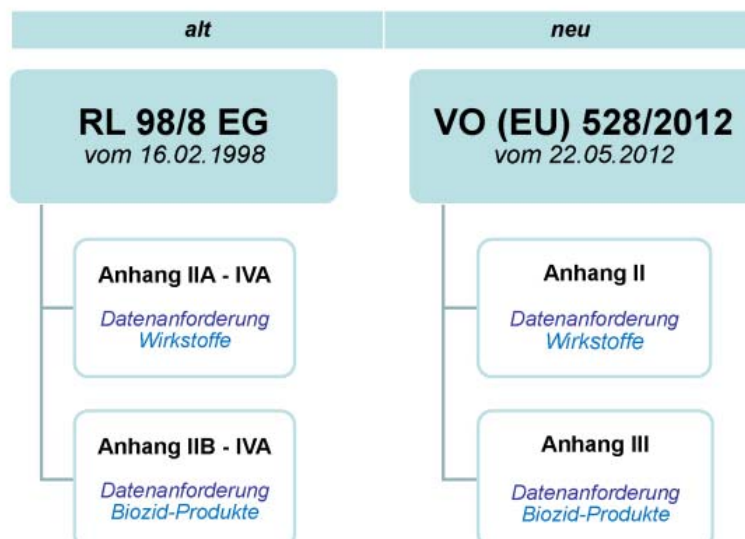 alt
neu
RL 98/8 EG
vom 16.02.1998
VO (EU) 528/2012
vom 22.05.2012
Anhang IIA - IVA
Datenanforderung
Wirkstoffe
Anhang II
Datenanforderung
Wirkstoffe
Anhang IIB - IVA
Datenanforderung
Biozid-Produkte
Anhang III
Datenanforderung
Biozid-Produkte